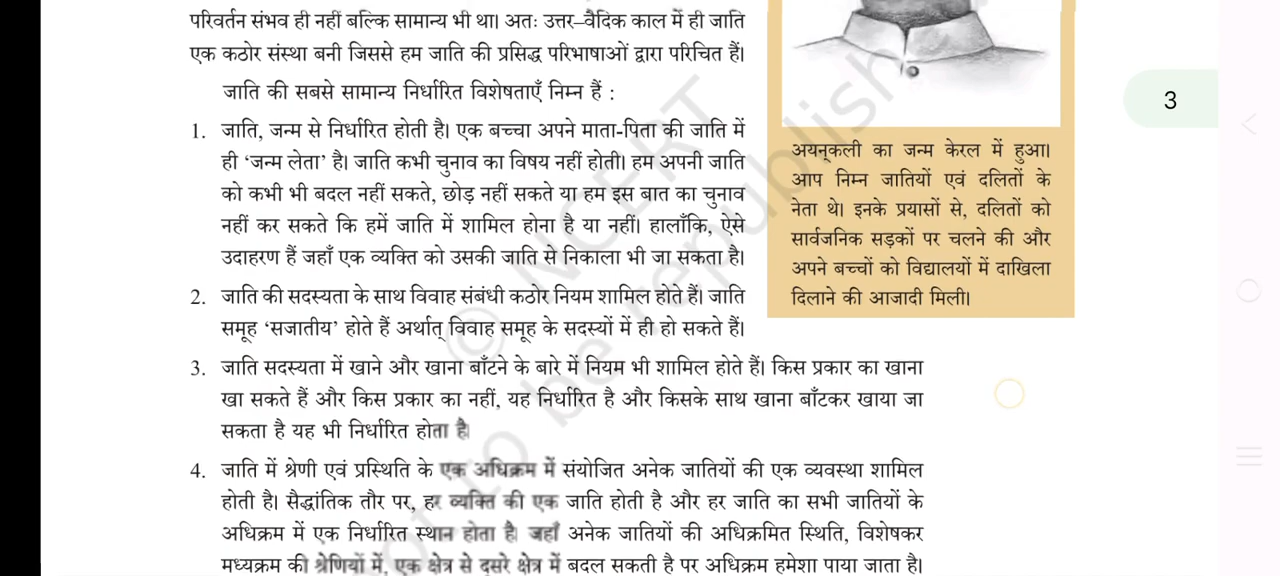 परिवर्तन संभव ही नहीं बल्कि सामान्य भी था। अतः उत्तर–वैदिक काल में ही जाति
एक कठोर संस्था बनी जिससे हम जाति की प्रसिद्ध परिभाषाओं द्वारा परिचित हैं।
जाति की सबसे सामान्य निर्धारित विशेषताएँ निम्न हैं :
1. जाति, जन्म से निर्धारित होती है। एक बच्चा अपने माता-पिता की जाति में
ही ‘जन्म लेता’ है। जाति कभी चुनाव का विषय नहीं होती। हम अपनी जाति
को कभी भी बदल नहीं सकते, छोड़ नहीं सकते या हम इस बात का चुनाव
नहीं कर सकते कि हमें जाति में शामिल होना है या नहीं। हालाँकि, ऐसे
उदाहरण हैं जहाँ एक व्यक्ति को उसकी जाति से निकाला भी जा सकता है।
2. जाति की सदस्यता के साथ विवाह संबंधी कठोर नियम शामिल होते हैं। जाति
समूह ‘सजातीय’ होते हैं अर्थात् विवाह समूह के सदस्यों में ही हो सकते हैं।
3. जाति सदस्यता में खाने और खाना बाँटने के बारे में नियम भी शामिल होते हैं। किस प्रकार का खाना
खा सकते हैं और किस प्रकार का नहीं, यह निर्धारित है और किसके साथ खाना बाँटकर खाया जा
सकता है यह भी निर्धारित होता है।
4. जाति में श्रेणी एवं प्रस्थिति के एक अधिक्रम में संयोजित अनेक जातियों की एक व्यवस्था शामिल
होती है। सैद्धांतिक तौर पर, हर व्यक्ति की एक जाति होती है और हर जाति का सभी जातियों के
अधिक्रम में एक निर्धारित स्थान होता है। जहाँ अनेक जातियों की अधिक्रमित स्थिति, विशेषकर
मध्यक्रम की श्रेणियों में, एक क्षेत्र से दूसरे क्षेत्र में बदल सकती है पर अधिक्रम हमेशा पाया जाता है।
अयन्कली का जन्म केरल में हुआ।
आप निम्न जातियों एवं दलितों के
नेता थे। इनके प्रयासों से, दलितों को
सार्वजनिक सड़कों पर चलने की और
अपने बच्चों को विद्यालयों में दाखिला
दिलाने की आजादी मिली।
3
© NCERT
not to be republish